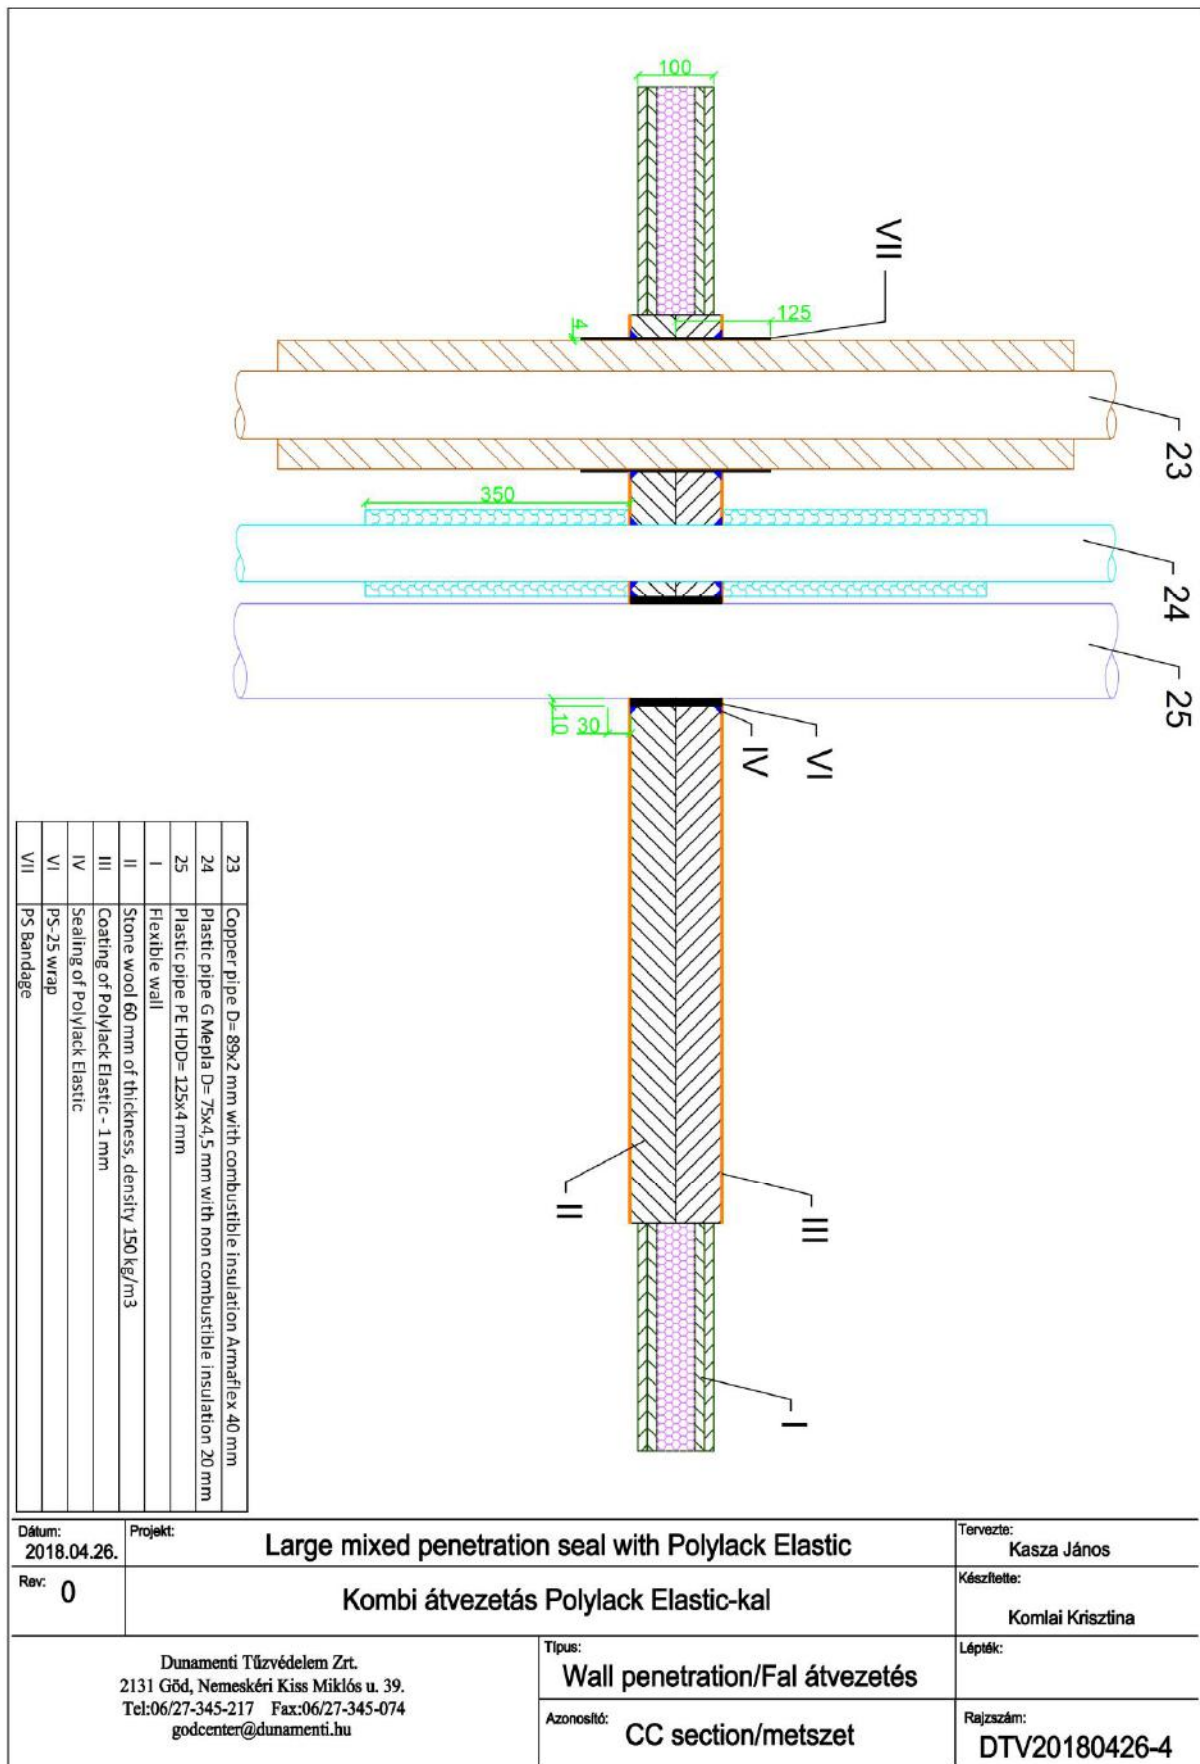 100
VII
125
4
23
350
24
25
10
30
IV
VI
II
III
I
23 Copper pipe D= 89x2 mm with combustible insulation Armaflex 40 mm
24 Plastic pipe G Mepla D= 75x4,5 mm with non combustible insulation 20 mm
25 Plastic pipe PE HDD= 125x4 mm
I Flexible wall
II Stone wool 60 mm of thickness, density 150 kg/m3
III Coating of Polylack Elastic - 1 mm
IV Sealing of Polylack Elastic
VI PS-25 wrap
VII PS Bandage
Dátum:
2018.04.26.
Projekt:
Large mixed penetration seal with Polylack Elastic
Tervezte:
Kasza János
Rev: 0
Kombi átvezetás Polylack Elastic-kal
Készítette:
Komlai Krisztina
Dunamenti Tűzvédelem Zrt.
2131 Göd, Nemeskéri Kiss Miklós u. 39.
Tel:06/27-345-217 Fax:06/27-345-074
godcenter@dunamenti.hu
Típus:
Wall penetration/Fal átvezetés
Lépték:
Azonosító:
CC section/metszet
Rajzszám:
DTV20180426-4